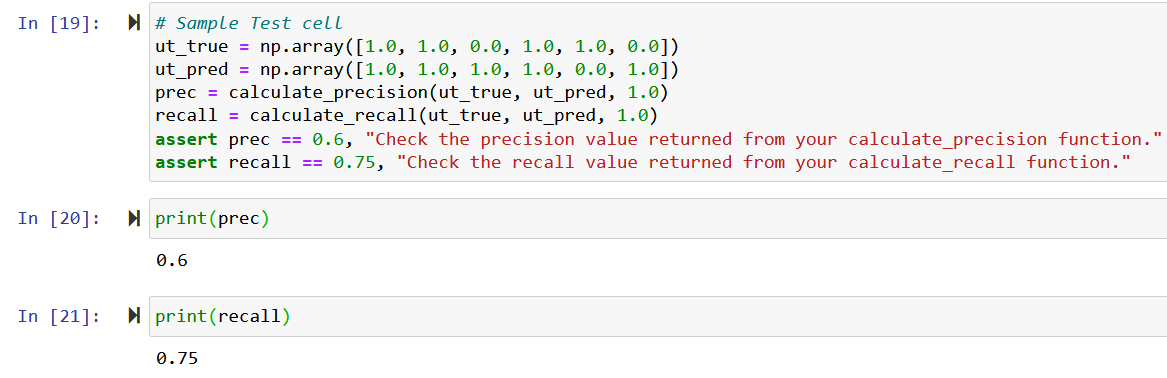 In [19]: # Sample Test cell
ut_true = np.array([1.0, 1.0, 0.0, 1.0, 1.0, 0.0])
ut_pred = np.array([1.0, 1.0, 1.0, 1.0, 0.0, 1.0])
prec = calculate_precision(ut_true, ut_pred, 1.0)
recall = calculate_recall(ut_true, ut_pred, 1.0)
assert prec == 0.6, "Check the precision value returned from your calculate_precision function."
assert recall == 0.75, "Check the recall value returned from your calculate_recall function."
In [20]: print(prec)
0.6
In [21]: print(recall)
0.75